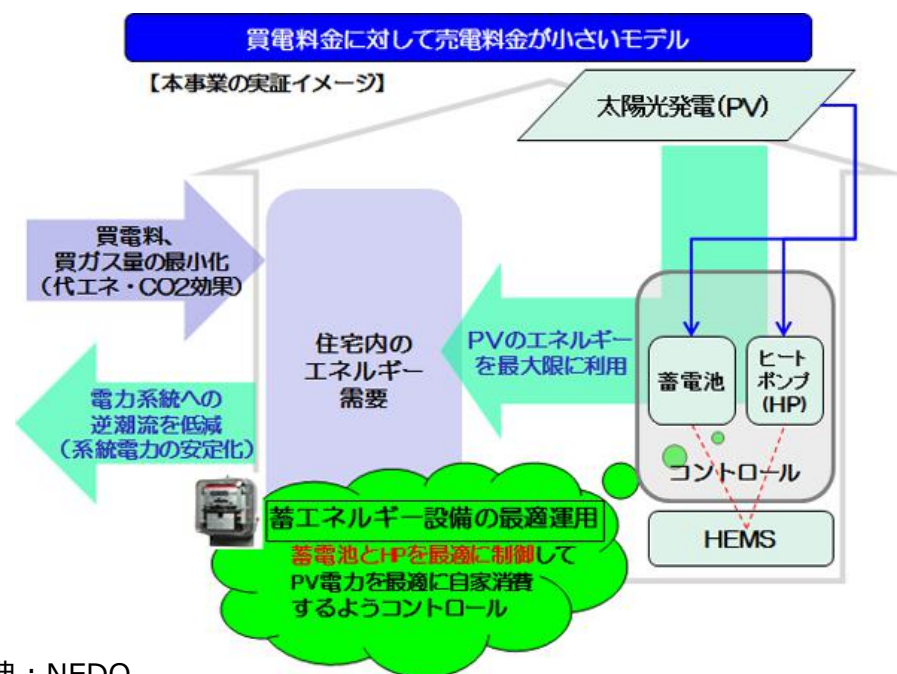 買電料金に対して売電料金が小さいモデル
【本事業の実証イメージ】
太陽光発電(PV)
買電料、
買ガス量の最小化
(代エネ・CO2効果)
住宅内の
エネルギー
需要
PVのエネルギー
を最大限に利用
蓄電池
ヒート
ポンプ
(HP)
コントロール
HEMS
電力系統への
逆潮流を低減
(系統電力の安定化)
蓄エネルギー設備の最適運用
蓄電池とHPを最適に制御して
PV電力を最適に自家消費
するようコントロール
:NEDO